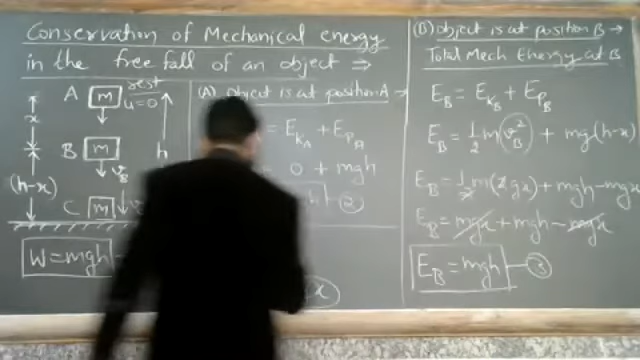 Conservation of Mechanical energy
in the free fall of an object ⇒
A m rest
u=0
x
B m v_B h
(h-x)
C m
W=mgh
(A) object is at position A →
= E_KA + E_PA
0 + mgh
②
x
(B) object is at position B →
Total Mech Energy at B
E_B = E_KB + E_PB
E_B = 1/2 m v_B² + mg(h-x)
E_B = 1/2 m(2gx) + mgh - mgx
E_B = mgx + mgh - mgx
E_B = mgh — ③